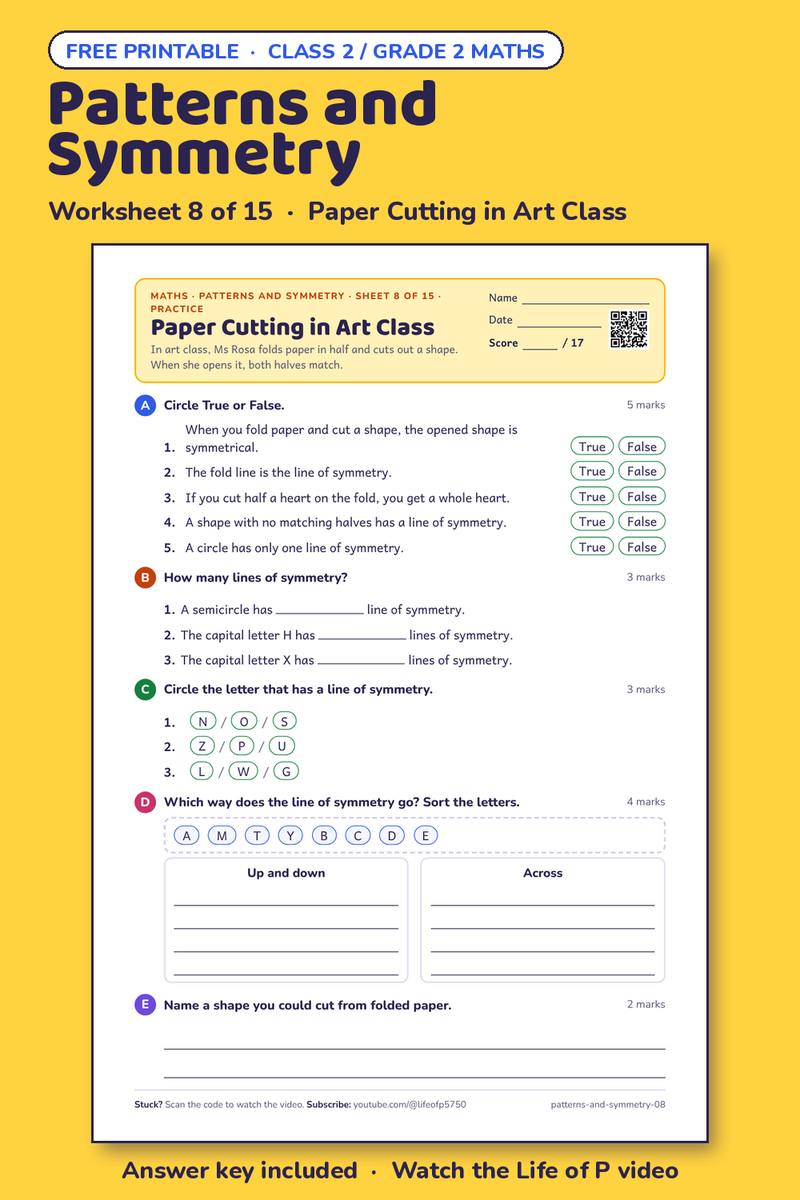 FREE PRINTABLE · CLASS 2 / GRADE 2 MATHS
Patterns and
Symmetry
Worksheet 8 of 15 · Paper Cutting in Art Class
MATHS · PATTERNS AND SYMMETRY · SHEET 8 OF 15 ·
PRACTICE
Paper Cutting in Art Class
In art class, Ms Rosa folds paper in half and cuts out a shape.
When she opens it, both halves match.
Name
Date
Score / 17
A Circle True or False. 5 marks
When you fold paper and cut a shape, the opened shape is
1. symmetrical. True False
2. The fold line is the line of symmetry. True False
3. If you cut half a heart on the fold, you get a whole heart. True False
4. A shape with no matching halves has a line of symmetry. True False
5. A circle has only one line of symmetry. True False
B How many lines of symmetry? 3 marks
1. A semicircle has ____ line of symmetry.
2. The capital letter H has ____ lines of symmetry.
3. The capital letter X has ____ lines of symmetry.
C Circle the letter that has a line of symmetry. 3 marks
1. N / O / S
2. Z / P / U
3. L / W / G
D Which way does the line of symmetry go? Sort the letters. 4 marks
A M T Y B C D E
Up and down Across
E Name a shape you could cut from folded paper. 2 marks
Stuck? Scan the code to watch the video. Subscribe: youtube.com/@lifeofp5750 patterns-and-symmetry-08
Answer key included · Watch the Life of P video